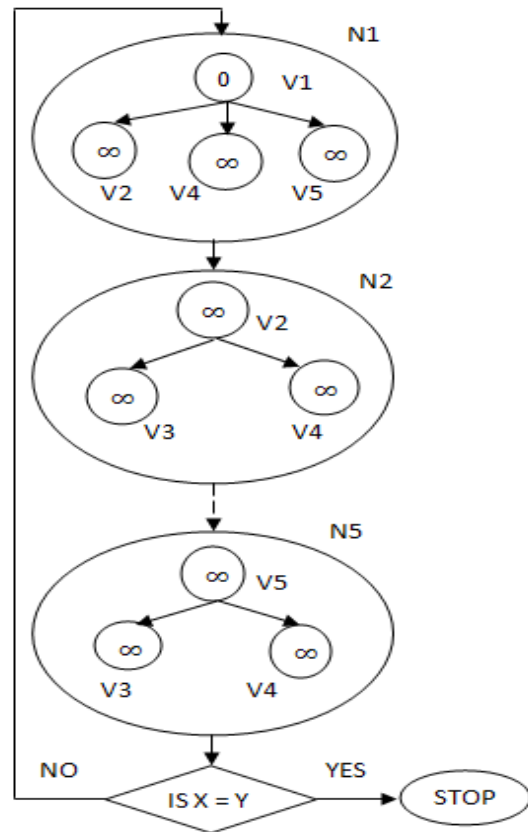 N1
0 V1
∞ ∞ ∞
V2 V4 V5
N2
∞ V2
∞ ∞
V3 V4
N5
∞ V5
∞ ∞
V3 V4
NO YES
IS X = Y STOP